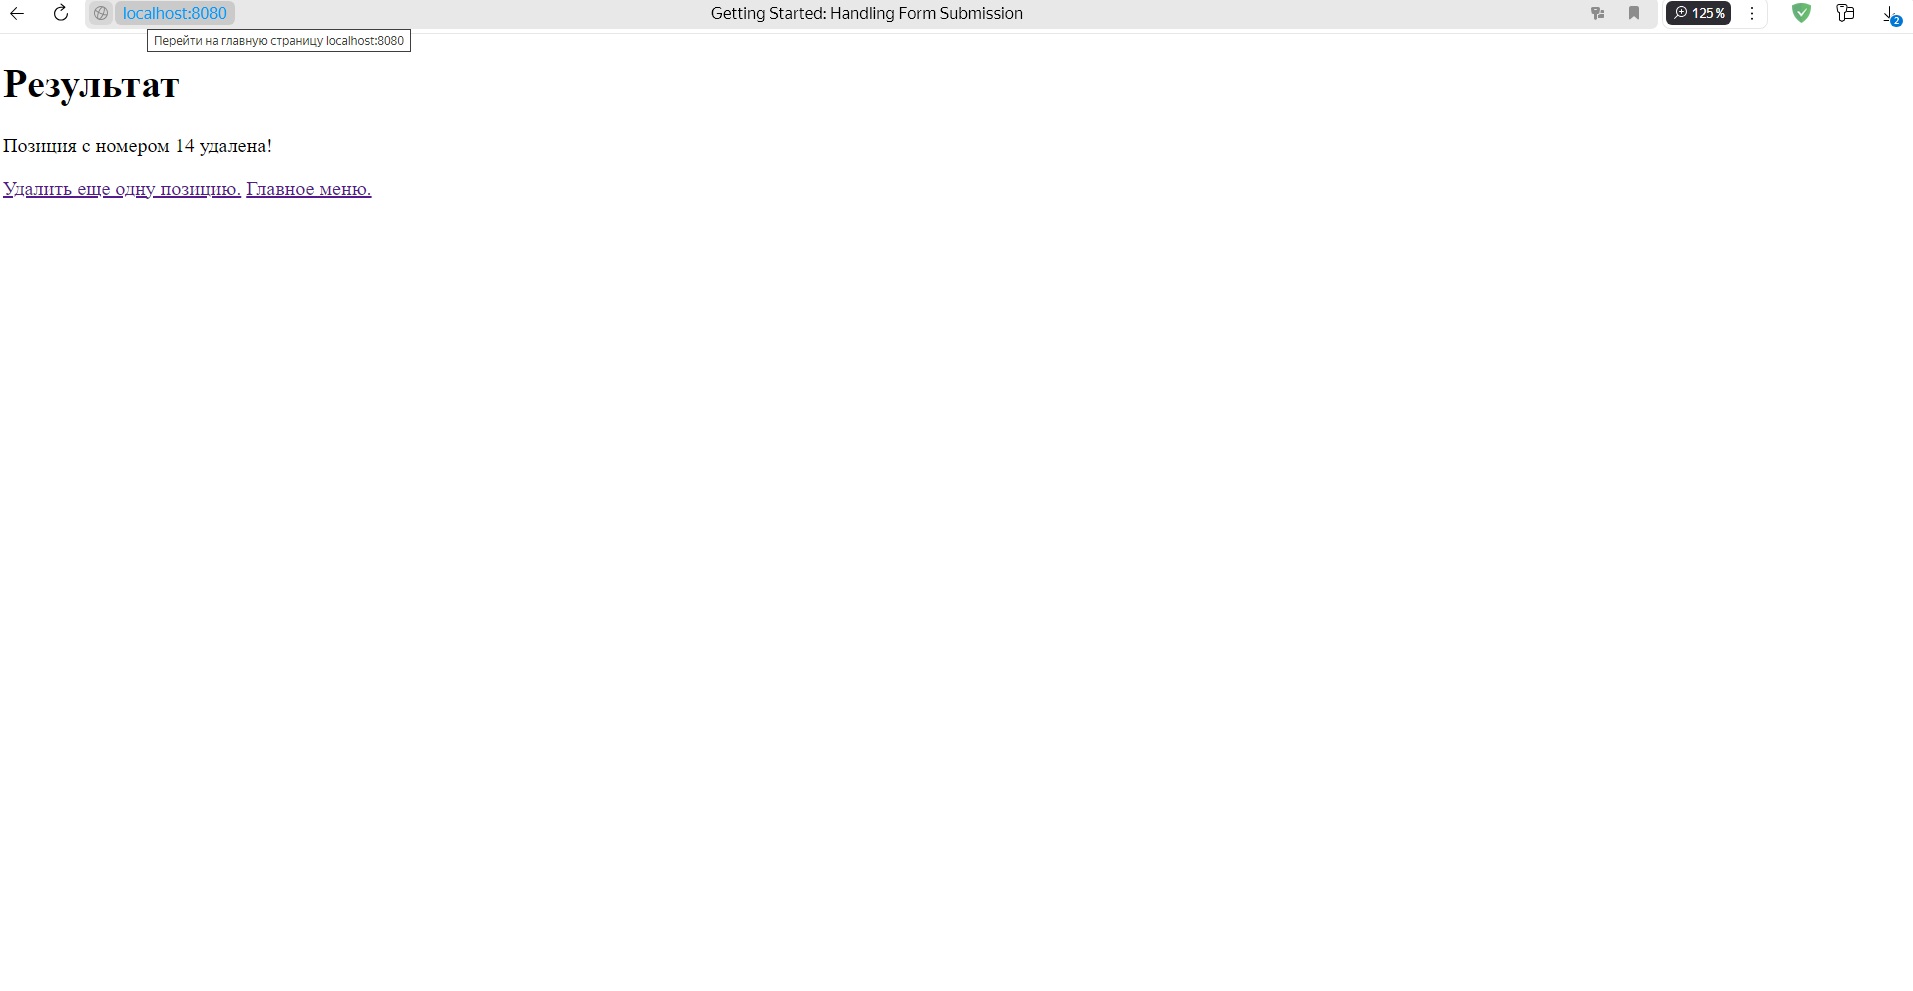 localhost:8080 Getting Started: Handling Form Submission 125 %
2
Перейти на главную страницу localhost:8080
Результат
Позиция с номером 14 удалена!
Удалить еще одну позицию. Главное меню.